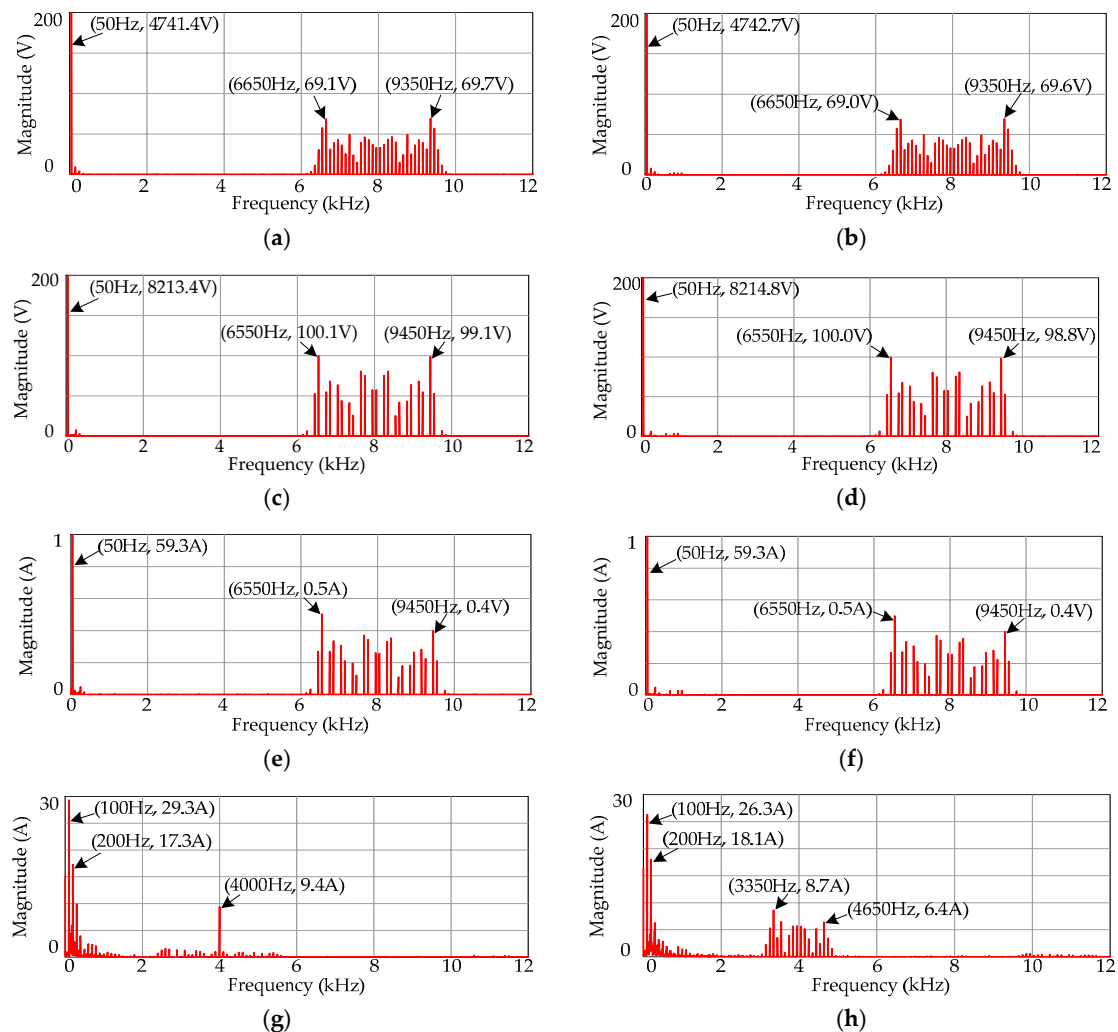 200
(50Hz, 4741.4V)
(6650Hz, 69.1V)
(9350Hz, 69.7V)
Magnitude (V)
0
0 2 4 6 8 10 12
Frequency (kHz)
(a)
200
(50Hz, 4742.7V)
(6650Hz, 69.0V)
(9350Hz, 69.6V)
Magnitude (V)
0
0 2 4 6 8 10 12
Frequency (kHz)
(b)
200
(50Hz, 8213.4V)
(6550Hz, 100.1V)
(9450Hz, 99.1V)
Magnitude (V)
0
0 2 4 6 8 10 12
Frequency (kHz)
(c)
200
(50Hz, 8214.8V)
(6550Hz, 100.0V)
(9450Hz, 98.8V)
Magnitude (V)
0
0 2 4 6 8 10 12
Frequency (kHz)
(d)
1
(50Hz, 59.3A)
(6550Hz, 0.5A)
(9450Hz, 0.4V)
Magnitude (A)
0
0 2 4 6 8 10 12
Frequency (kHz)
(e)
1
(50Hz, 59.3A)
(6550Hz, 0.5A)
(9450Hz, 0.4V)
Magnitude (A)
0
0 2 4 6 8 10 12
Frequency (kHz)
(f)
30
(100Hz, 29.3A)
(200Hz, 17.3A)
(4000Hz, 9.4A)
Magnitude (A)
0
0 2 4 6 8 10 12
Frequency (kHz)
(g)
30
(100Hz, 26.3A)
(200Hz, 18.1A)
(3350Hz, 8.7A)
(4650Hz, 6.4A)
Magnitude (A)
0
0 2 4 6 8 10 12
Frequency (kHz)
(h)